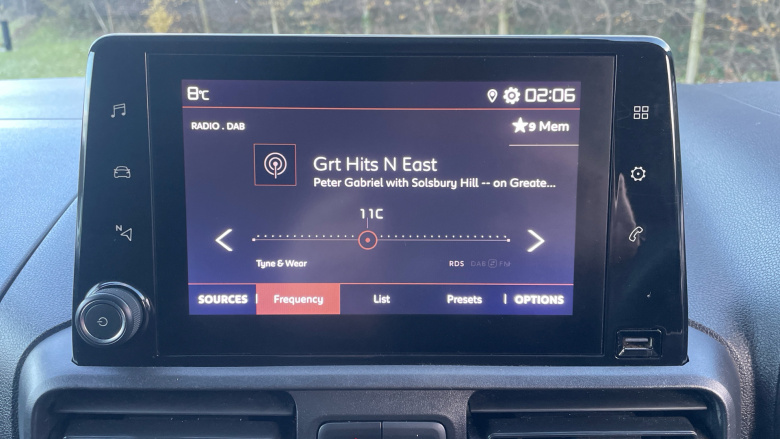 8°C
02:06
RADIO . DAB
★9 Mem
Grt Hits N East
Peter Gabriel with Solsbury Hill -- on Greate...
11C
Tyne & Wear
RDS DAB FM
SOURCES Frequency List Presets OPTIONS
N